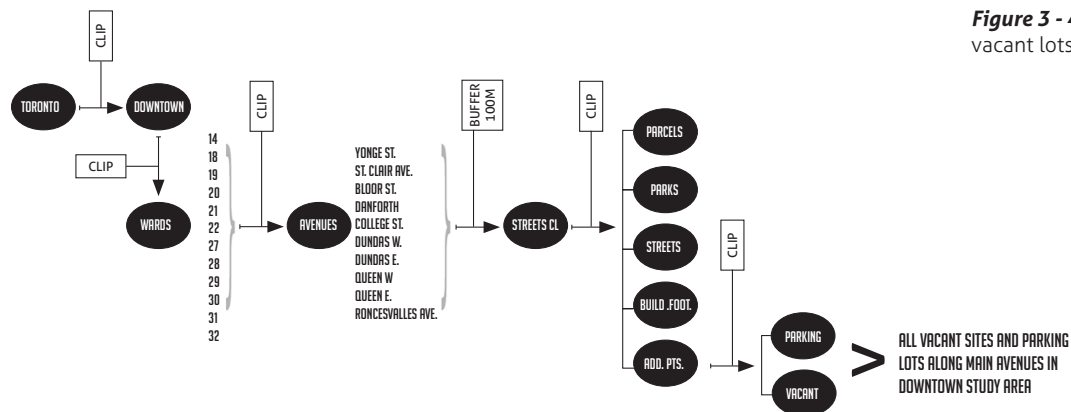 Figure 3 - 4
vacant lots
CLIP
TORONTO
DOWNTOWN
CLIP
WARDS
14
18
19
20
21
22
27
28
29
30
31
32
CLIP
AVENUES
YONGE ST.
ST. CLAIR AVE.
BLOOR ST.
DANFORTH
COLLEGE ST.
DUNDAS W.
DUNDAS E.
QUEEN W
QUEEN E.
RONCESVALLES AVE.
BUFFER
100M
STREETS CL
CLIP
PARCELS
PARKS
STREETS
BUILD .FOOT.
ADD. PTS.
CLIP
PARKING
VACANT
>
ALL VACANT SITES AND PARKING
LOTS ALONG MAIN AVENUES IN
DOWNTOWN STUDY AREA